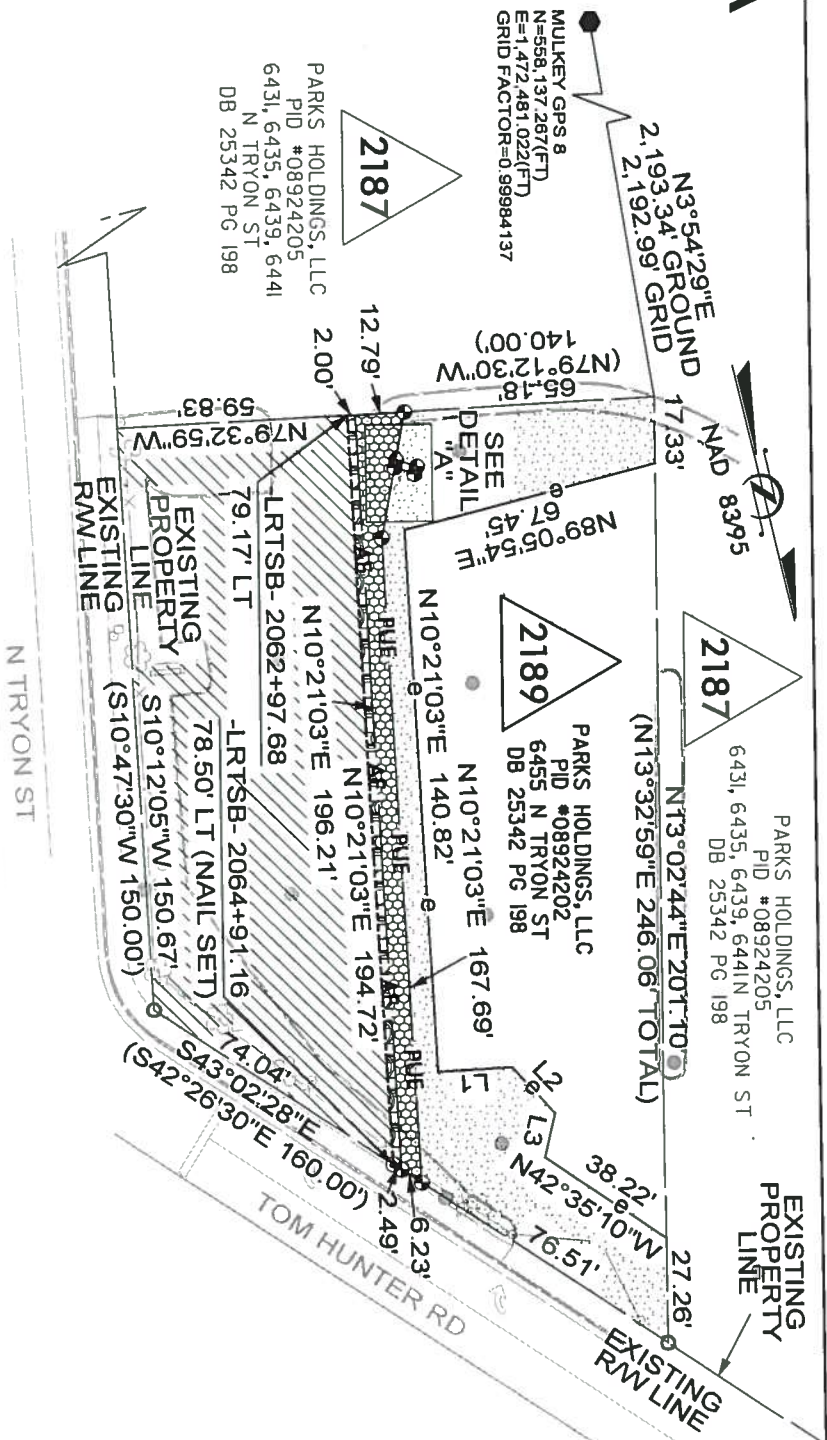 MULKEY GPS 8
N=558,137.267(FT)
E=1,472,481.022(FT)
GRID FACTOR=0.99984137
N3°54'29"E
2,193.34' GROUND
2,192.99' GRID
NAD 83/95
17.33'
2187
PARKS HOLDINGS, LLC
PID #08924205
6431, 6435, 6439, 6441
N TRYON ST
DB 25342 PG 198
12.79'
2.00'
(N79°12'30"W
140.00')
65.18'
N79°32'59"W
59.83'
SEE
DETAIL
"A"
N89°05'54"E
67.45'
e
2187
PARKS HOLDINGS, LLC
PID #08924205
6431, 6435, 6439, 6441 N TRYON ST
DB 25342 PG 198
N13°02'44"E 201.10'
(N13°32'59"E 246.06' TOTAL)
2189
PARKS HOLDINGS, LLC
PID #08924202
6455 N TRYON ST
DB 25342 PG 198
N10°21'03"E 140.82'
e
e
N10°21'03"E 167.69'
PUE
PUE
PUE
AE
AE
AE
N10°21'03"E 194.72'
N10°21'03"E 196.21'
-LRTSB- 2062+97.68
79.17' LT
-LRTSB- 2064+91.16
78.50' LT (NAIL SET)
EXISTING
PROPERTY
LINE
EXISTING
R/W LINE
S10°12'05"W 150.67'
(S10°47'30"W 150.00')
74.04'
S43°02'28"E
(S42°26'30"E 160.00')
2.49'
6.23'
L1
L2
e
L3
38.22'
e
N42°35'10"W
76.51'
27.26'
EXISTING
PROPERTY
LINE
EXISTING
R/W LINE
TOM HUNTER RD
N TRYON ST